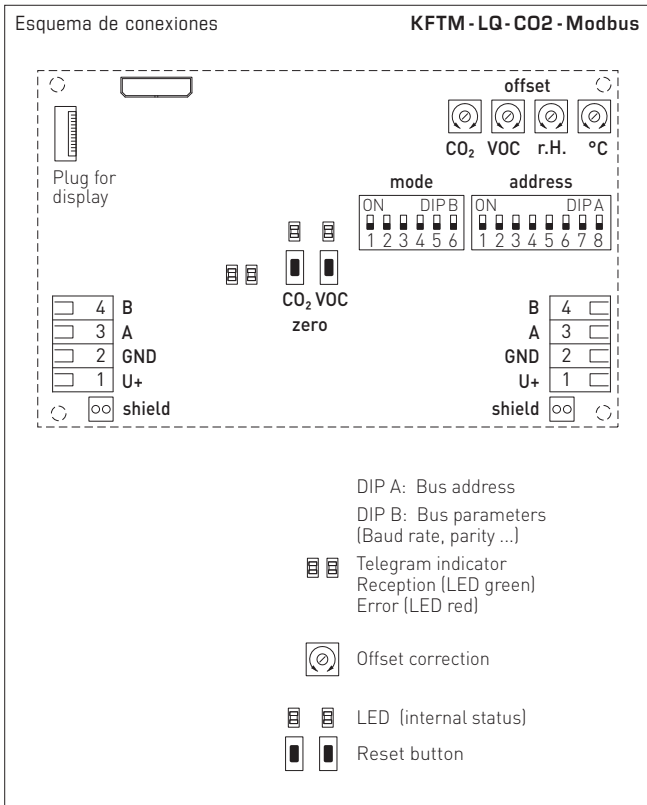 Esquema de conexiones KFTM-LQ-CO2-Modbus
offset
CO₂ VOC r.H. °C
Plug for
display
mode address
ON DIP B ON DIP A
1 2 3 4 5 6 1 2 3 4 5 6 7 8
CO₂ VOC
zero
4 B B 4
3 A A 3
2 GND GND 2
1 U+ U+ 1
shield shield
DIP A: Bus address
DIP B: Bus parameters
(Baud rate, parity ...)
Telegram indicator
Reception (LED green)
Error (LED red)
Offset correction
LED (internal status)
Reset button